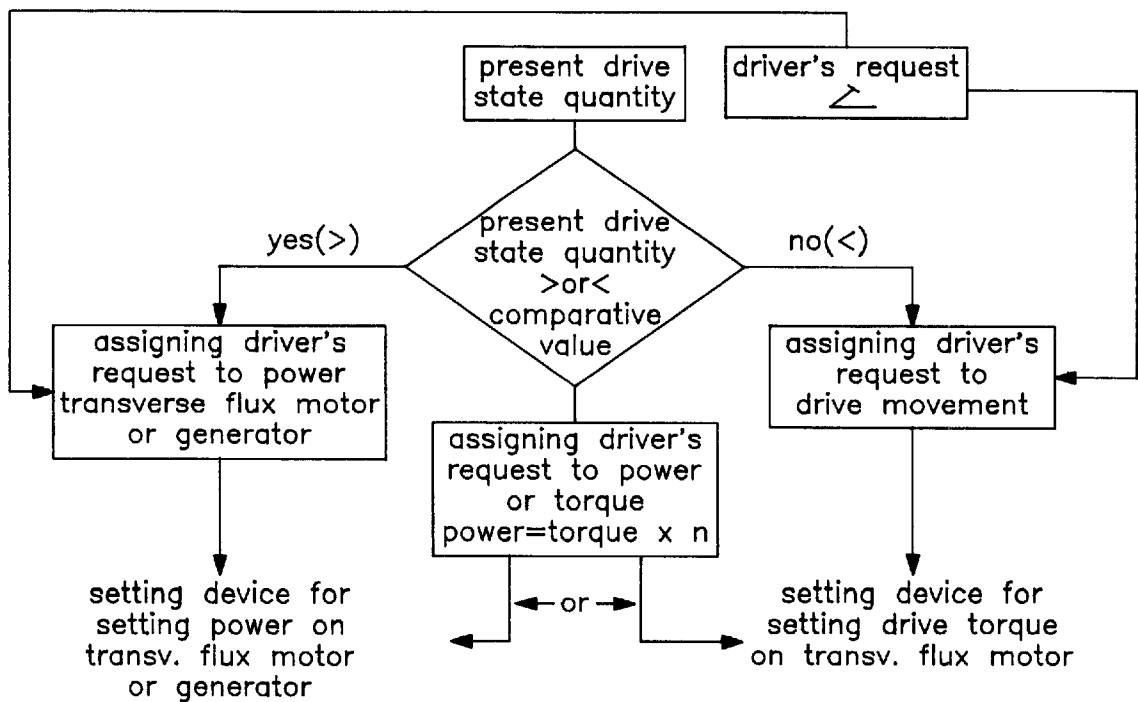 present drive
state quantity
driver's request
present drive
state quantity
>or<
comparative
value
yes(>)
no(<)
assigning driver's
request to power
transverse flux motor
or generator
assigning driver's
request to
drive movement
assigning driver's
request to power
or torque
power=torque x n
or
setting device for
setting power on
transv. flux motor
or generator
setting device for
setting drive torque
on transv. flux motor